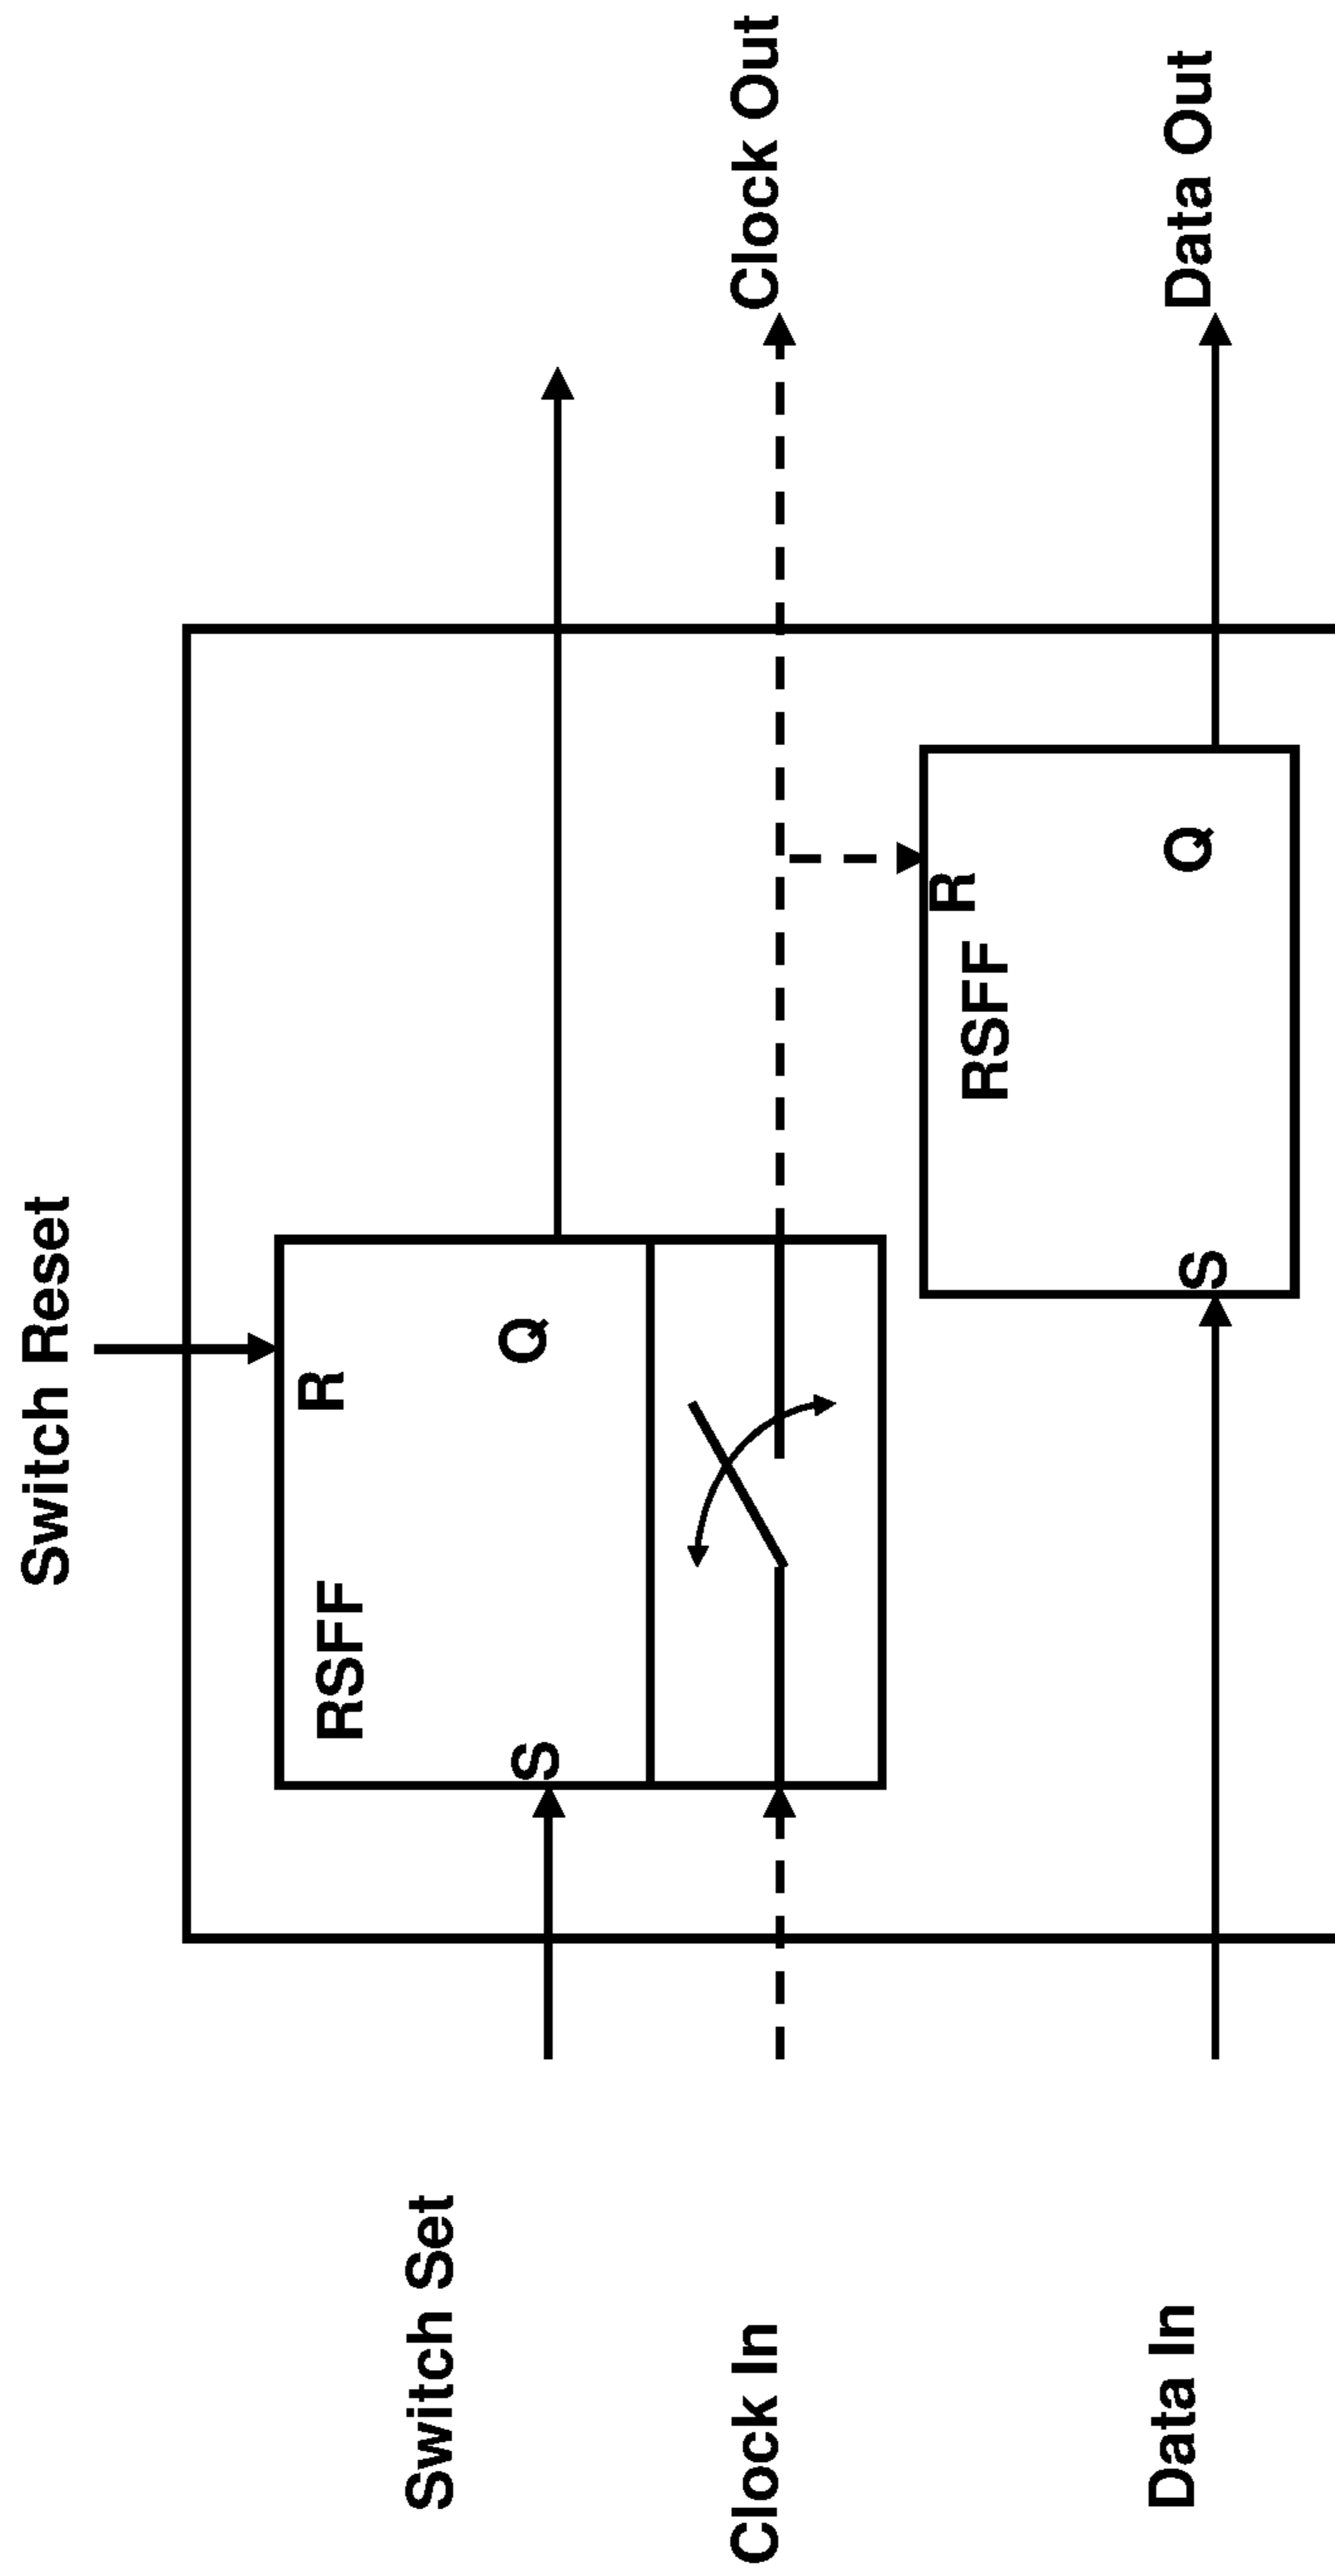 Switch Reset
R
RSFF
Q
S
Switch Set
Clock In
Clock Out
R
RSFF
Q
S
Data In
Data Out